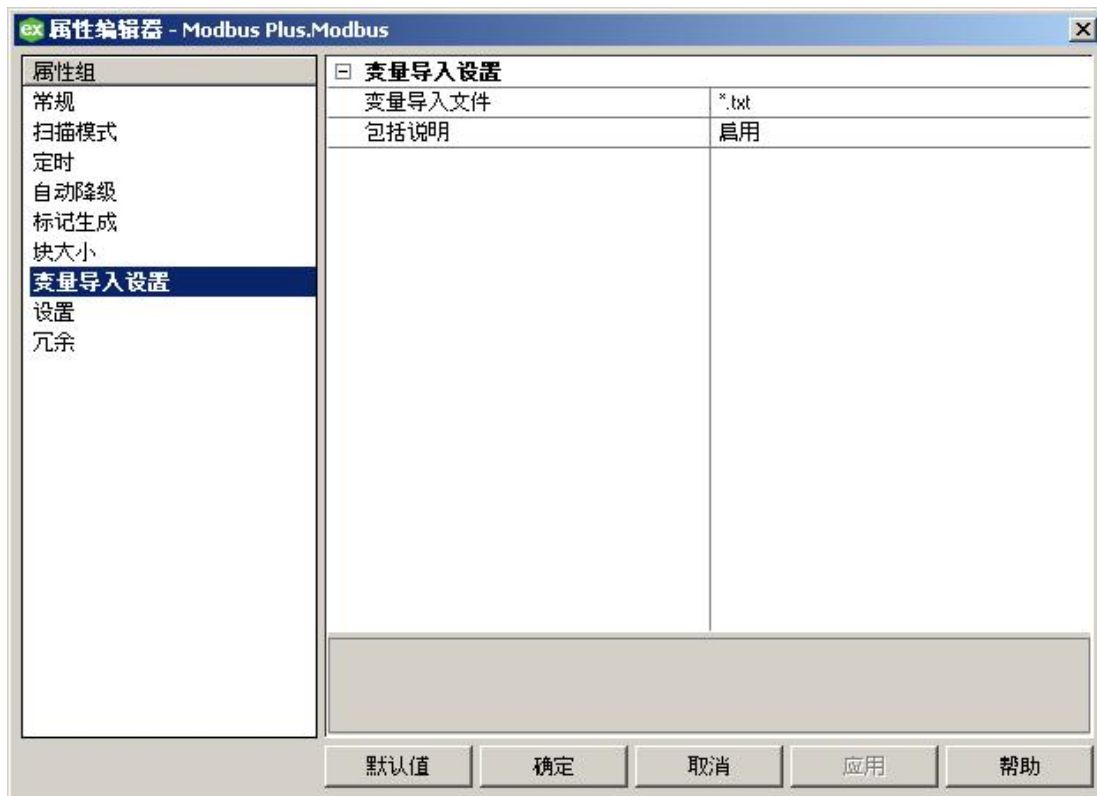 ex 属性编辑器 - Modbus Plus.Modbus
属性组
常规
扫描模式
定时
自动降级
标记生成
块大小
变量导入设置
设置
冗余
变量导入设置
变量导入文件 *.txt
包括说明 启用
默认值 确定 取消 应用 帮助